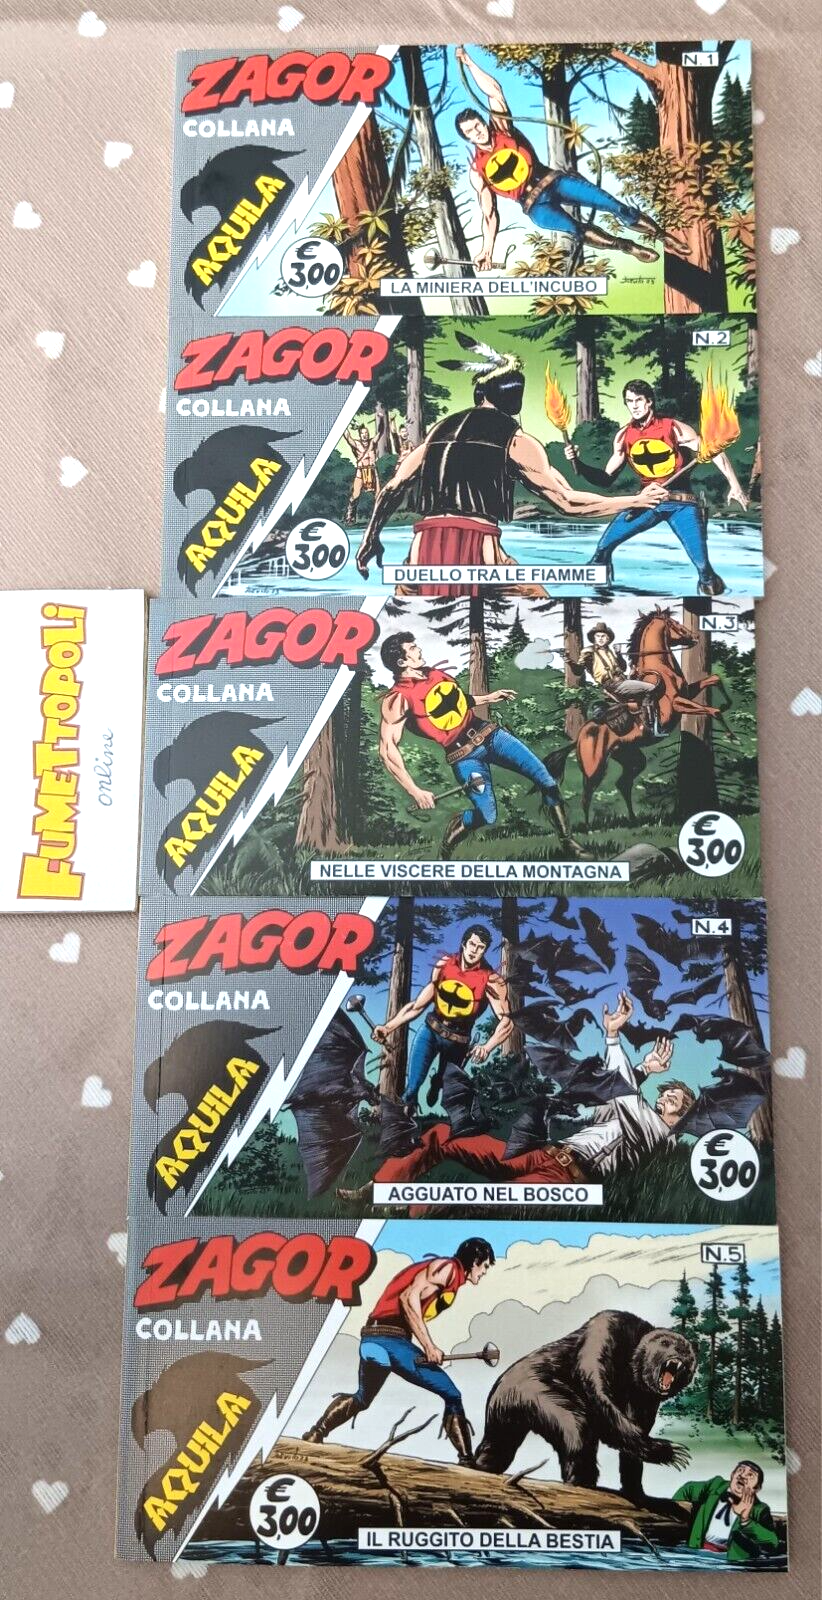 ZAGOR
N.1
COLLANA
AQUILA
€
3,00
LA MINIERA DELL'INCUBO
ZAGOR
N.2
COLLANA
AQUILA
€
3,00
DUELLO TRA LE FIAMME
FUMETTOPOLI
online
ZAGOR
N.3
COLLANA
AQUILA
€
3,00
NELLE VISCERE DELLA MONTAGNA
ZAGOR
N.4
COLLANA
AQUILA
€
3,00
AGGUATO NEL BOSCO
ZAGOR
N.5
COLLANA
AQUILA
€
3,00
IL RUGGITO DELLA BESTIA